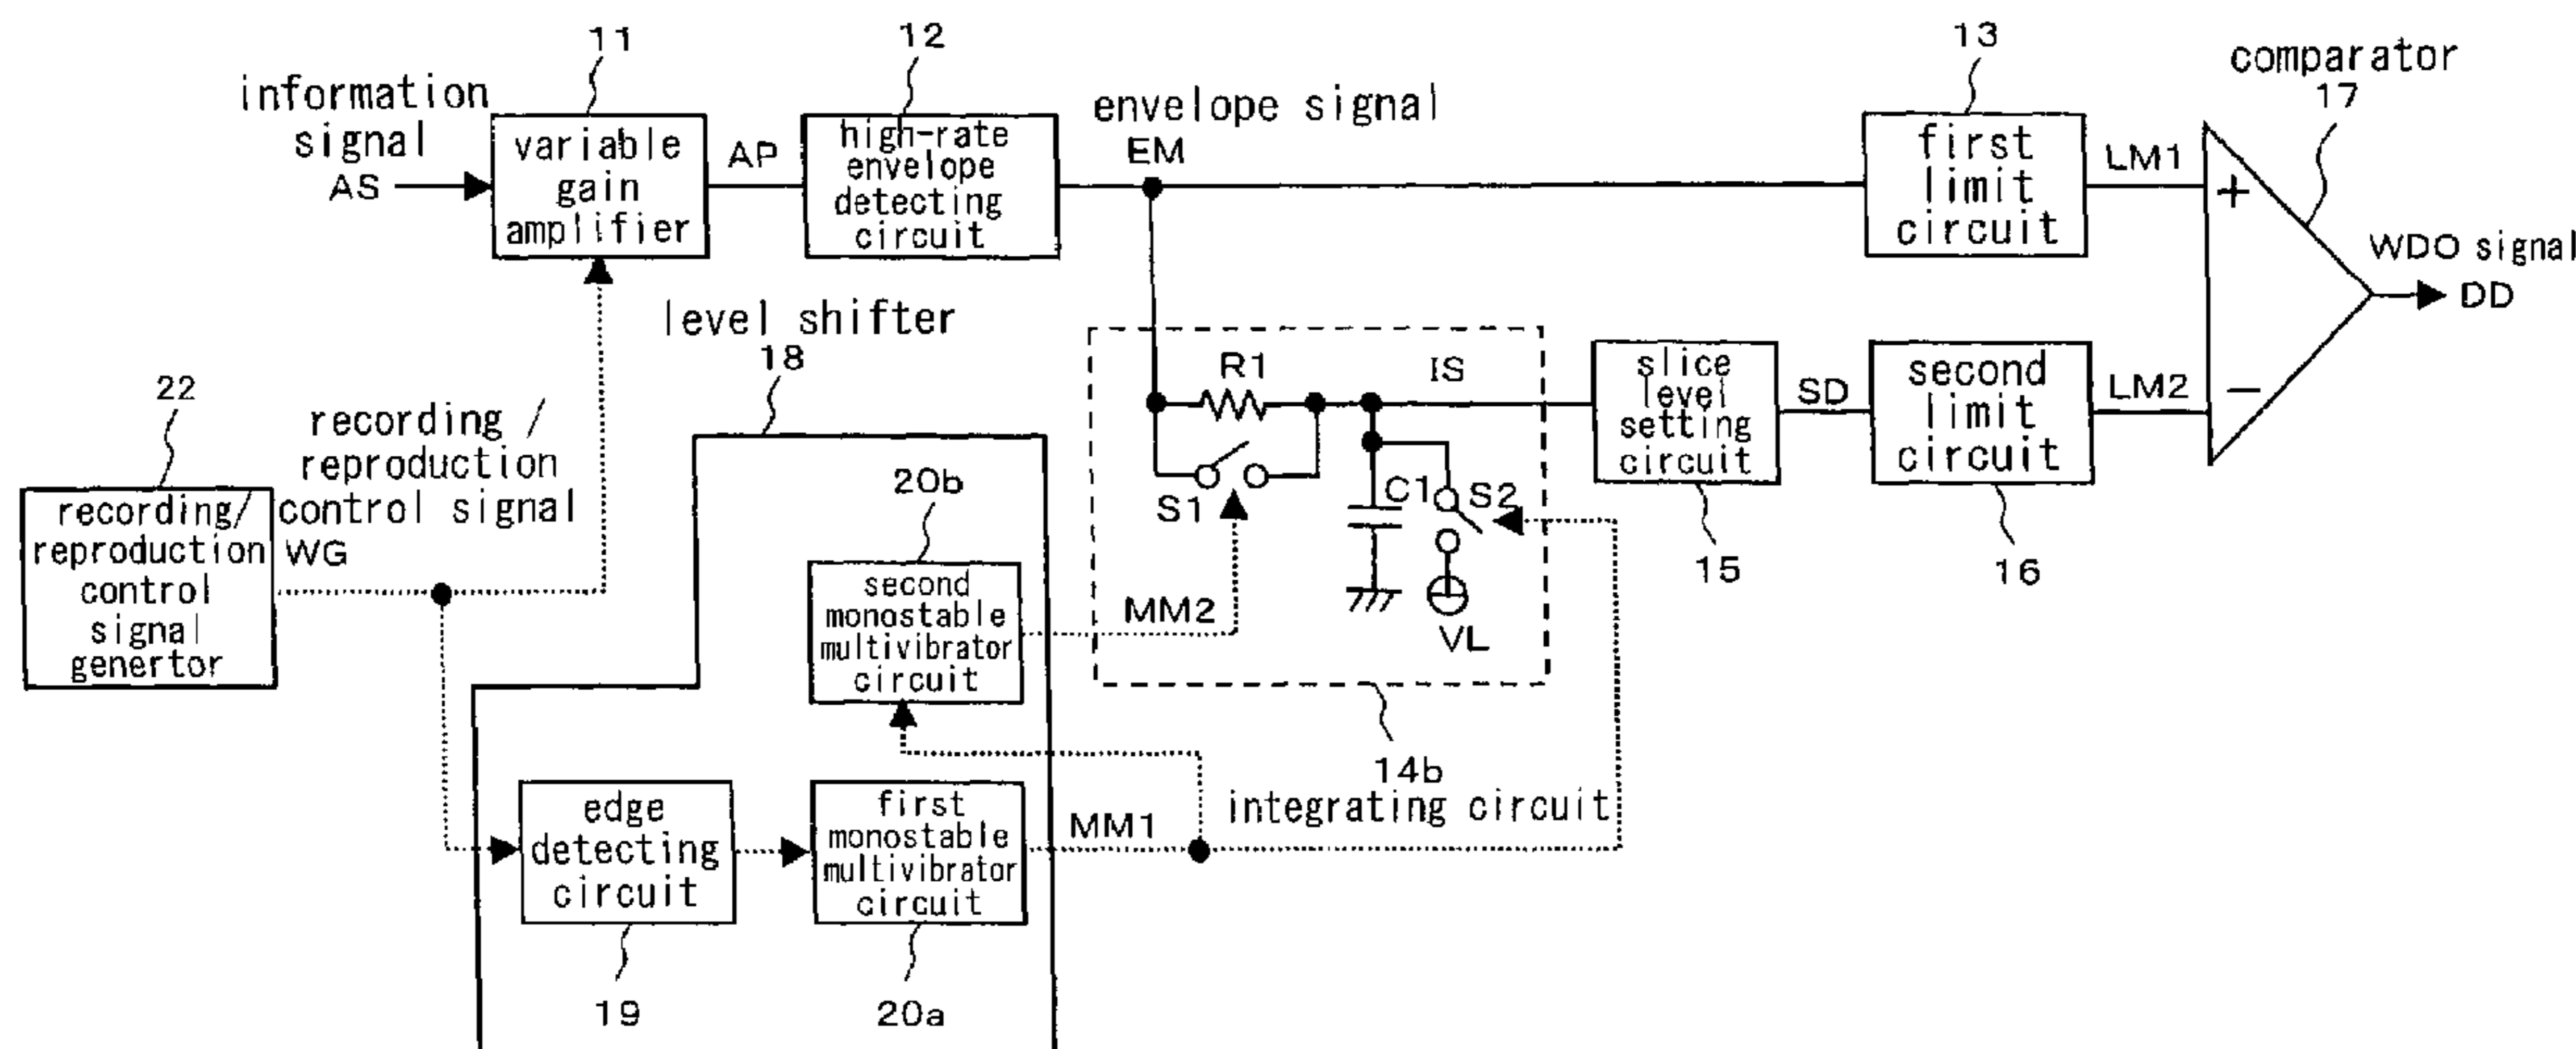 11
12
13
comparator
17
information
signal
AS
variable
gain
amplifier
AP
high-rate
envelope
detecting
circuit
envelope signal
EM
first
limit
circuit
LM1
+
WDO signal
DD
level shifter
18
22
recording /
reproduction
control signal
WG
recording/
reproduction
control
signal
genertor
R1
IS
S1
C1
S2
VL
slice
level
setting
circuit
SD
second
limit
circuit
LM2
−
15
16
20b
second
monostable
multivibrator
circuit
MM2
14b
integrating circuit
edge
detecting
circuit
first
monostable
multivibrator
circuit
MM1
19
20a